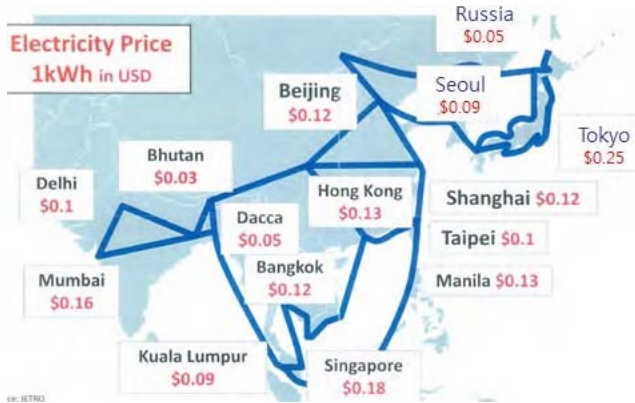 Electricity Price
1kWh in USD
Russia
$0.05
Beijing
$0.12
Seoul
$0.09
Tokyo
$0.25
Bhutan
$0.03
Delhi
$0.1
Hong Kong
$0.13
Shanghai $0.12
Dacca
$0.05
Taipei $0.1
Bangkok
$0.12
Mumbai
$0.16
Manila $0.13
Kuala Lumpur
$0.09
Singapore
$0.18
ce: JETRO